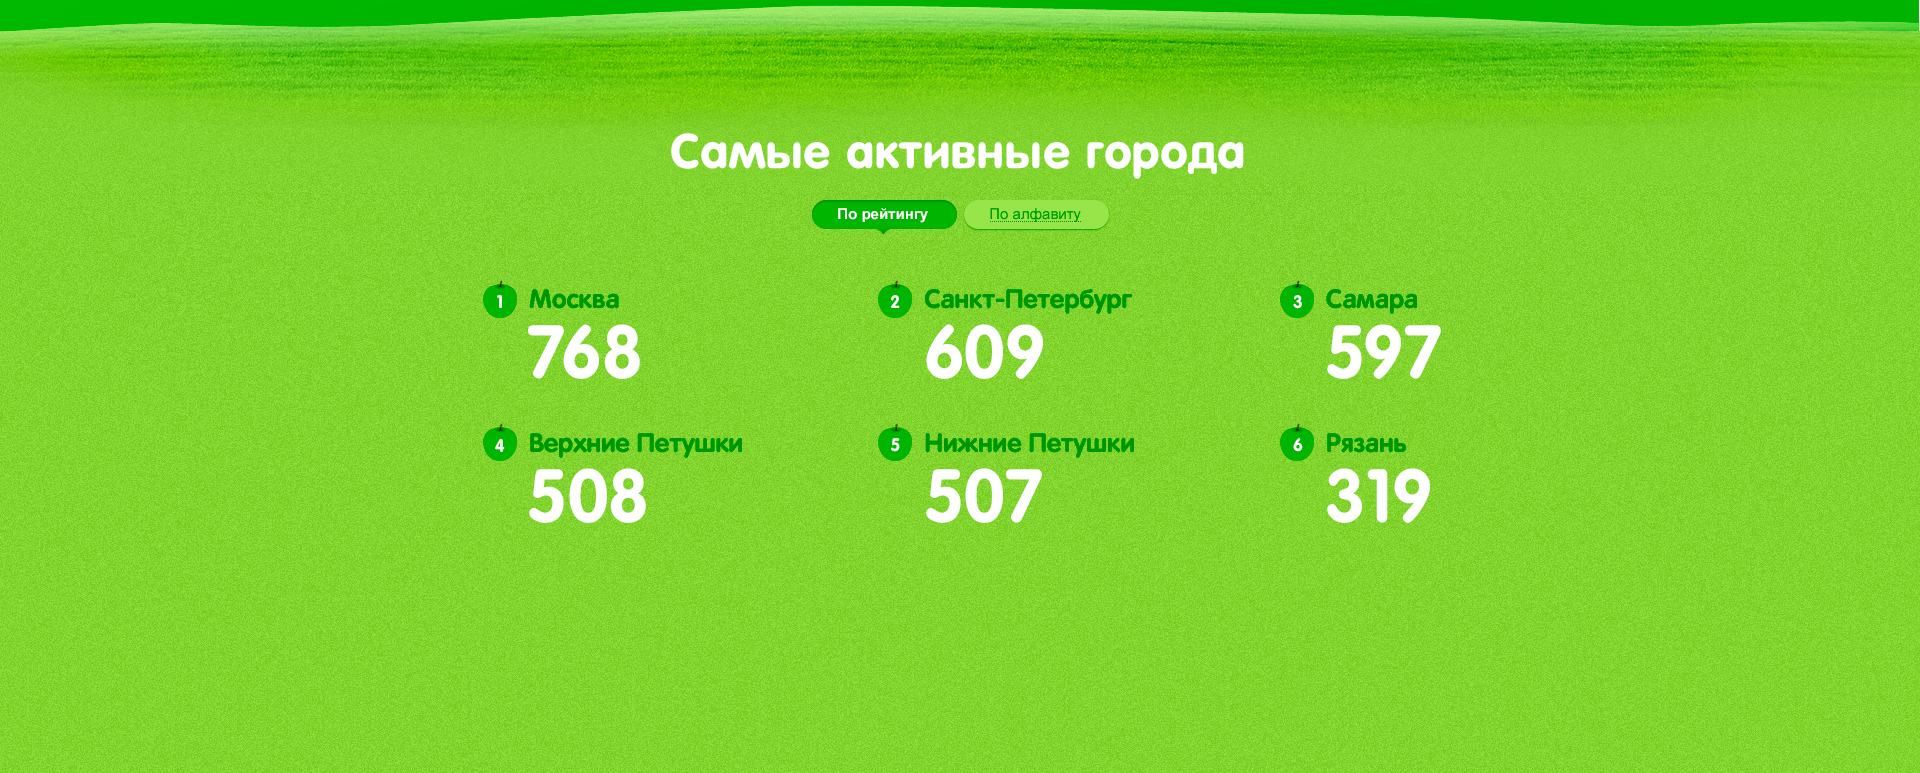 Самые активные города
По рейтингу По алфавиту
1 Москва 2 Санкт-Петербург 3 Самара
768 609 597
4 Верхние Петушки 5 Нижние Петушки 6 Рязань
508 507 319